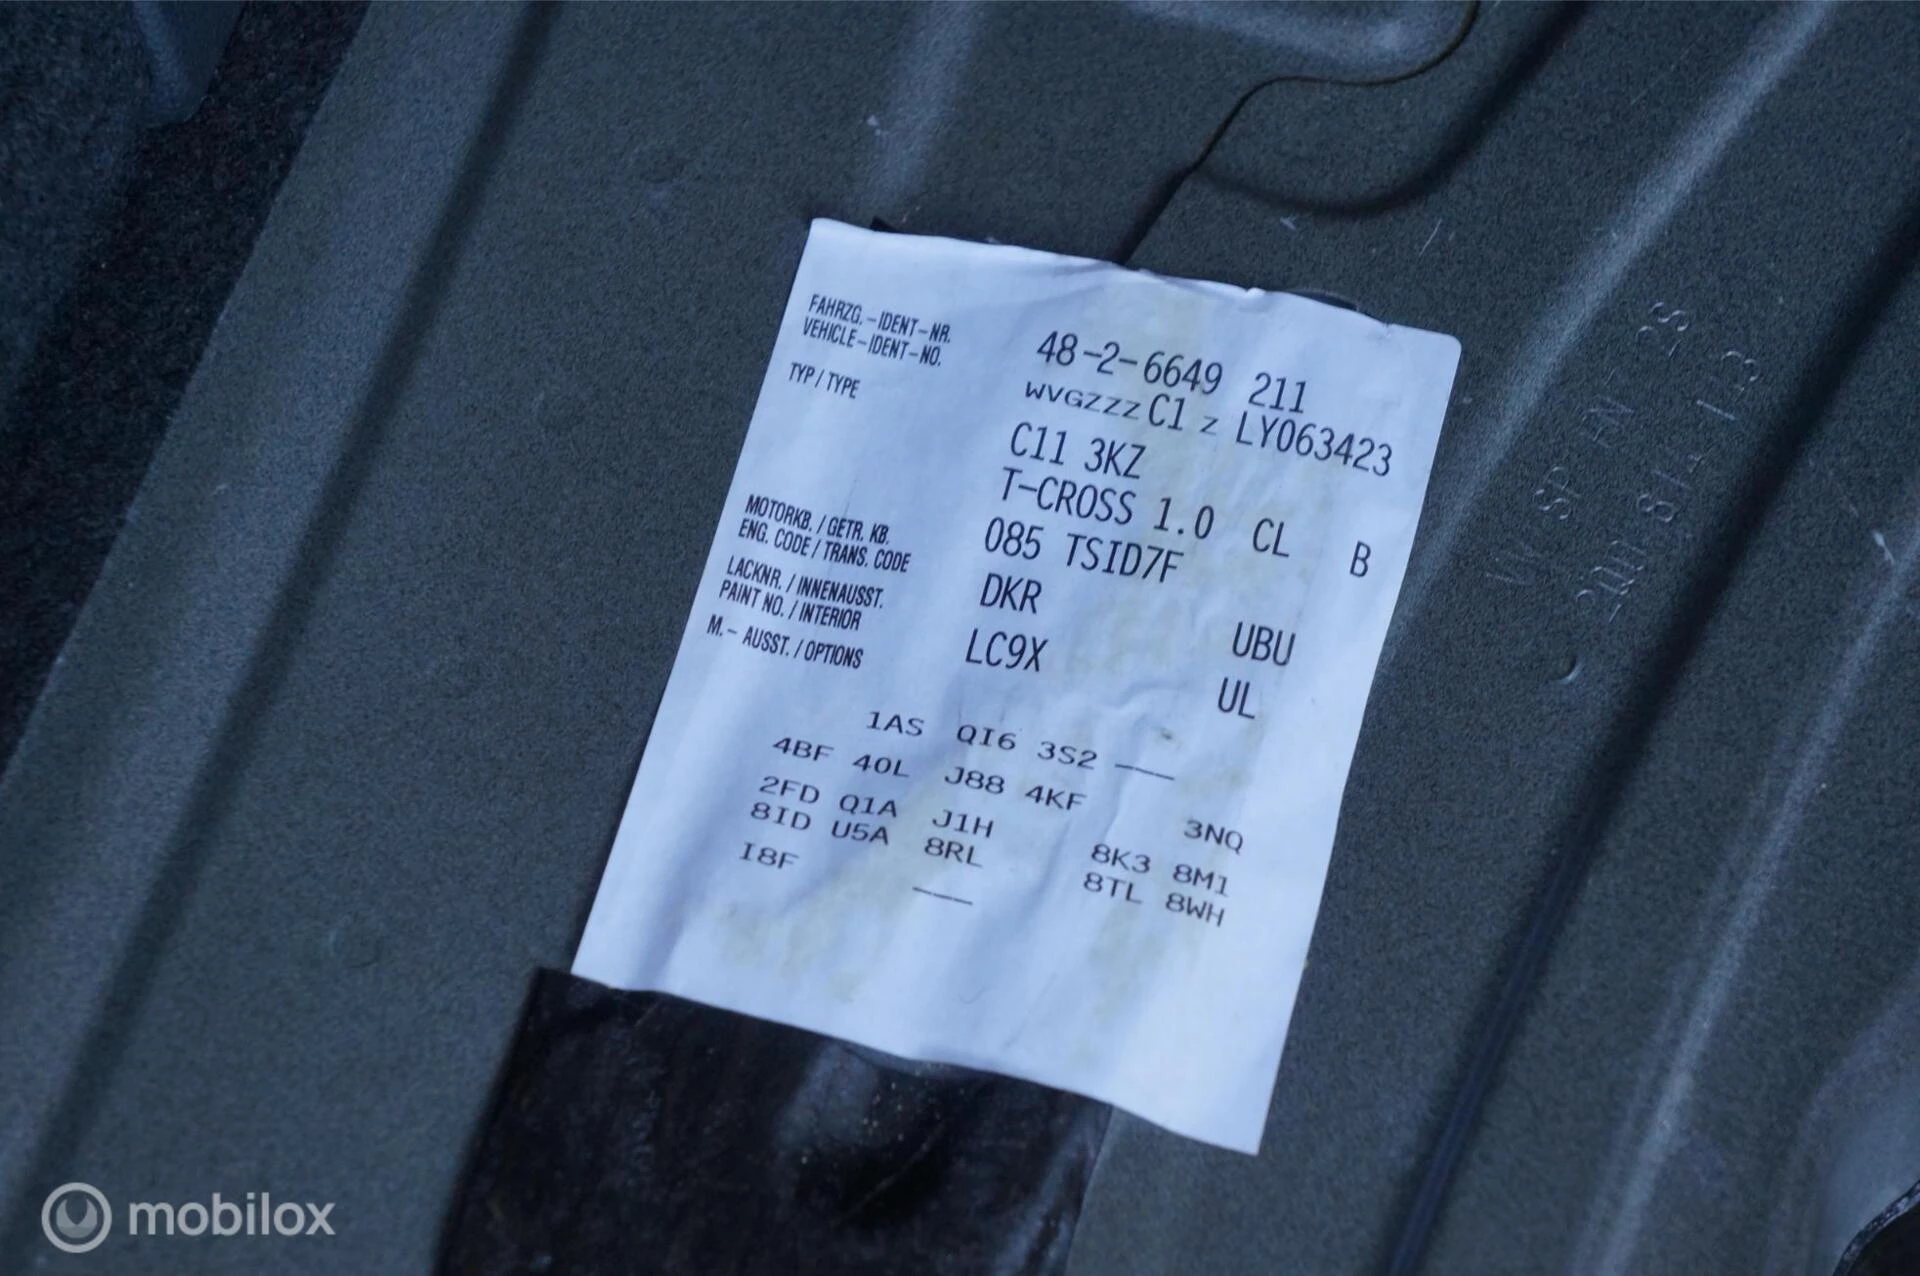 FAHRZG.-IDENT-NR.
VEHICLE-IDENT-NO.
48-2-6649 211
WVGZZZC1ZLY063423
TYP / TYPE
C11 3KZ
T-CROSS 1.0 CL B
085 TSID7F
MOTORKB. / GETR. KB.
ENG. CODE / TRANS. CODE
DKR UBU
LACKNR. / INNENAUSST.
PAINT NO. / INTERIOR
LC9X UL
M.- AUSST. / OPTIONS
1AS QI6 3S2 ---
4BF 40L J88 4KF 3NQ
2FD Q1A J1H 8K3 8M1
8ID U5A 8RL 8TL 8WH
I8F ---
mobilox